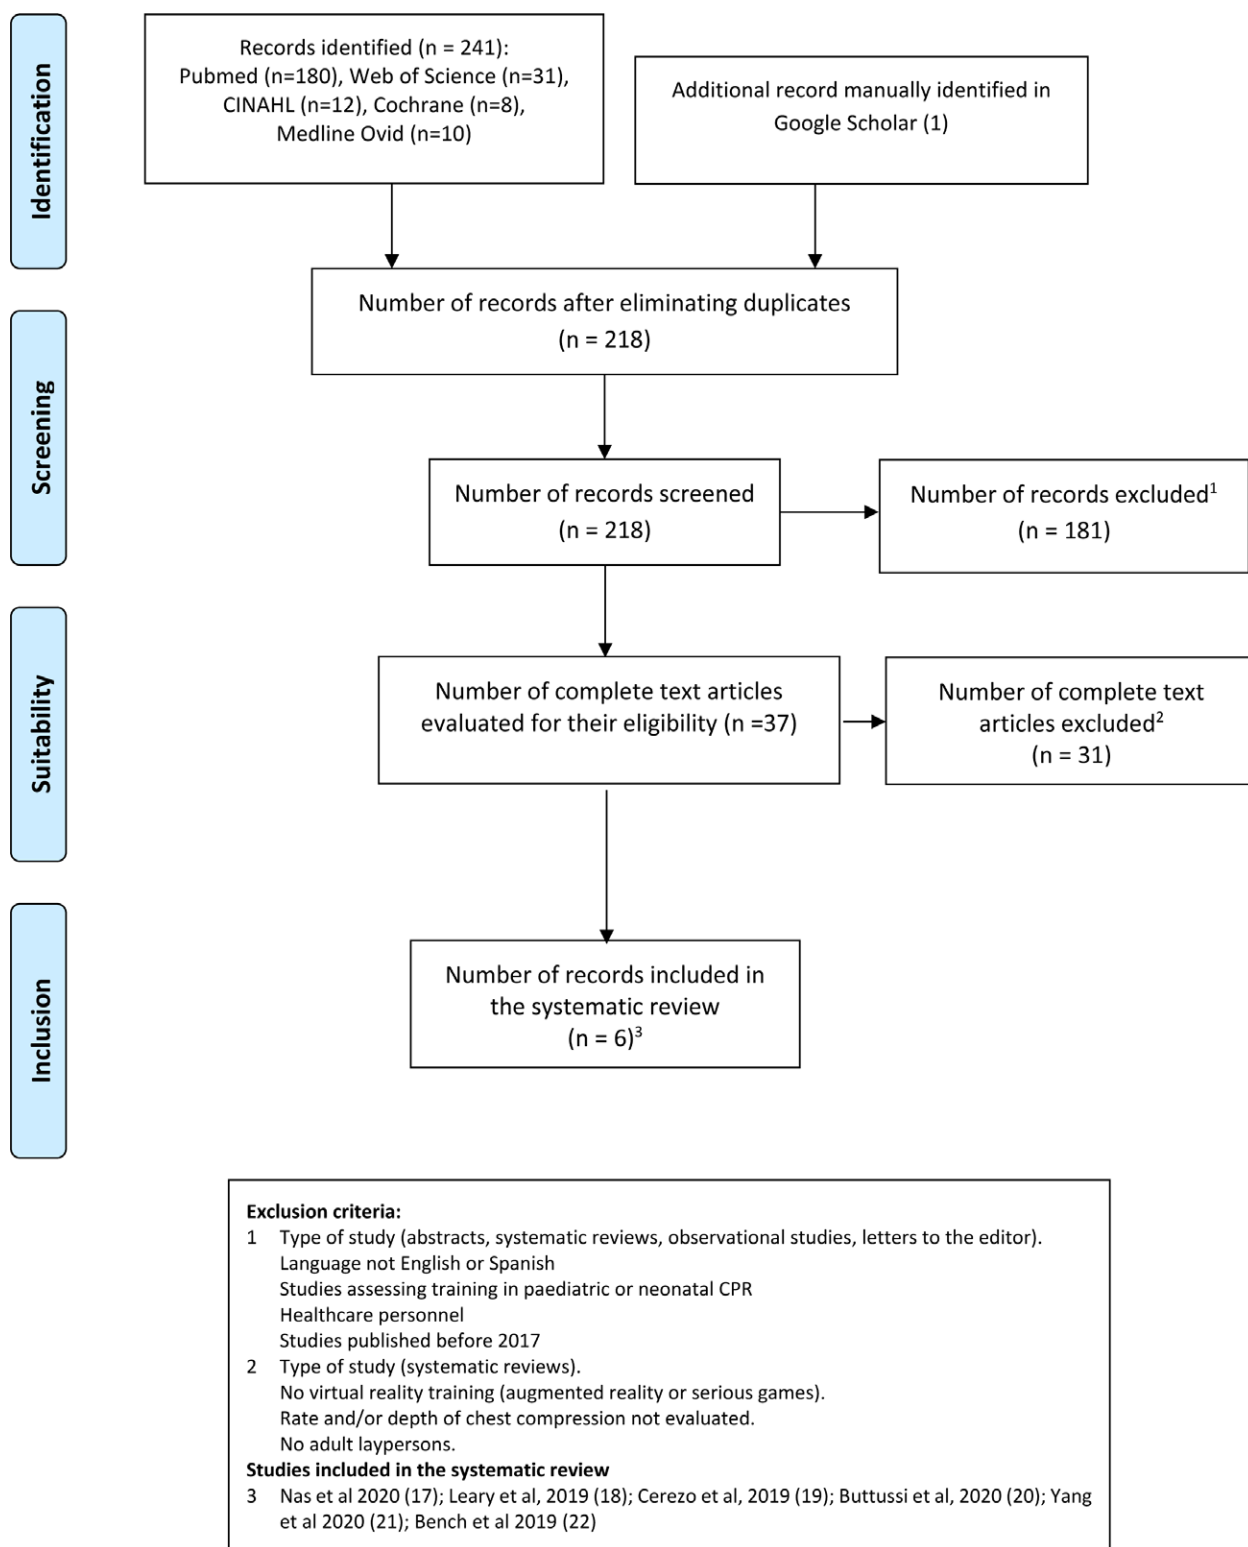 Identification
Records identified (n = 241):
Pubmed (n=180), Web of Science (n=31),
CINAHL (n=12), Cochrane (n=8),
Medline Ovid (n=10)
Additional record manually identified in
Google Scholar (1)
Number of records after eliminating duplicates
(n = 218)
Screening
Number of records screened
(n = 218)
Number of records excluded¹
(n = 181)
Suitability
Number of complete text articles
evaluated for their eligibility (n =37)
Number of complete text
articles excluded²
(n = 31)
Inclusion
Number of records included in
the systematic review
(n = 6)³
Exclusion criteria:
1 Type of study (abstracts, systematic reviews, observational studies, letters to the editor).
Language not English or Spanish
Studies assessing training in paediatric or neonatal CPR
Healthcare personnel
Studies published before 2017
2 Type of study (systematic reviews).
No virtual reality training (augmented reality or serious games).
Rate and/or depth of chest compression not evaluated.
No adult laypersons.
Studies included in the systematic review
3 Nas et al 2020 (17); Leary et al, 2019 (18); Cerezo et al, 2019 (19); Buttussi et al, 2020 (20); Yang
et al 2020 (21); Bench et al 2019 (22)